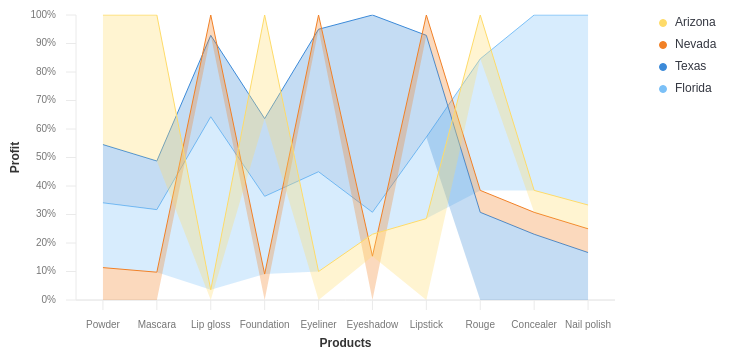 100%
90%
80%
70%
60%
50%
40%
30%
20%
10%
0%
Profit
Powder Mascara Lip gloss Foundation Eyeliner Eyeshadow Lipstick Rouge Concealer Nail polish
Products
Arizona
Nevada
Texas
Florida